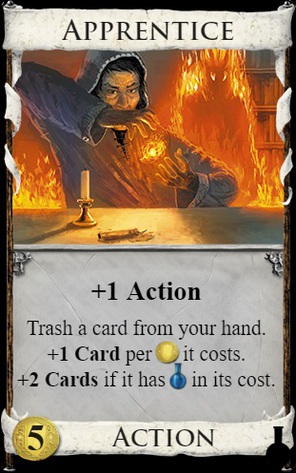 APPRENTICE
+1 Action
Trash a card from your hand.
+1 Card per it costs.
+2 Cards if it has in its cost.
5 ACTION